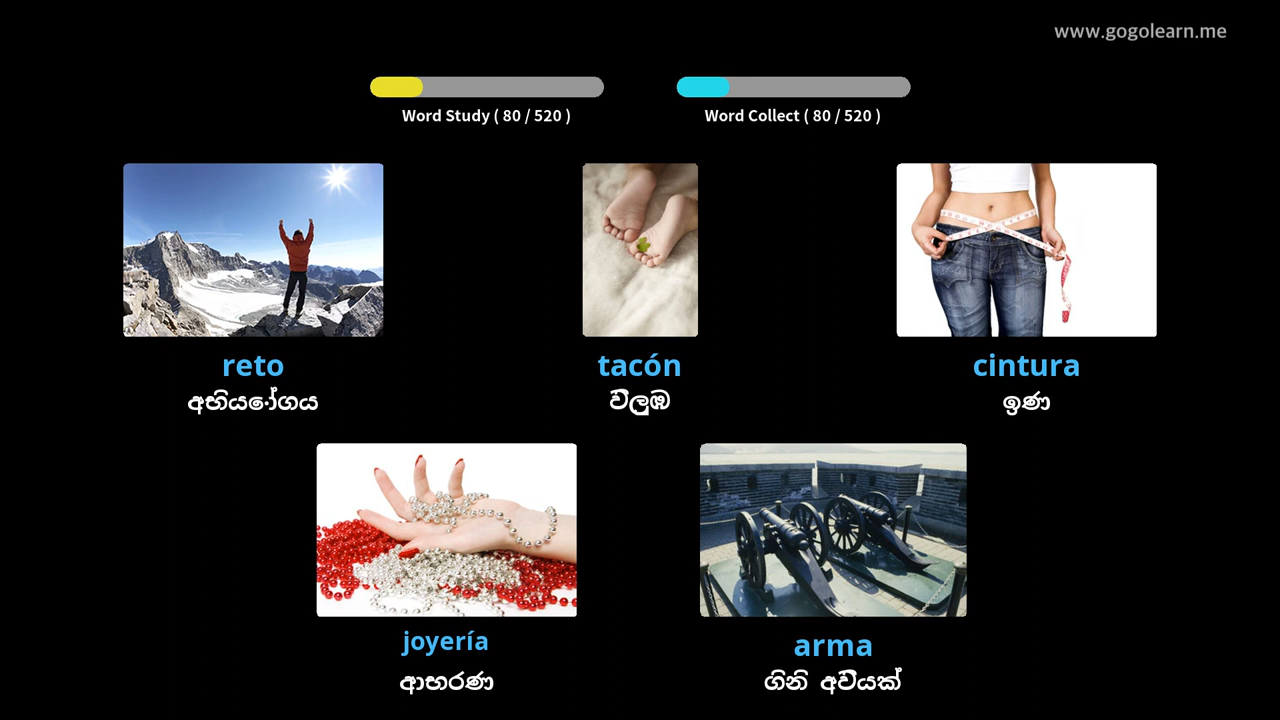 www.gogolearn.me
Word Study ( 80 / 520 )
Word Collect ( 80 / 520 )
reto
අභියෝගය
tacón
විලුඹ
cintura
ඉණ
joyería
ආභරණ
arma
ගිනි අවියක්